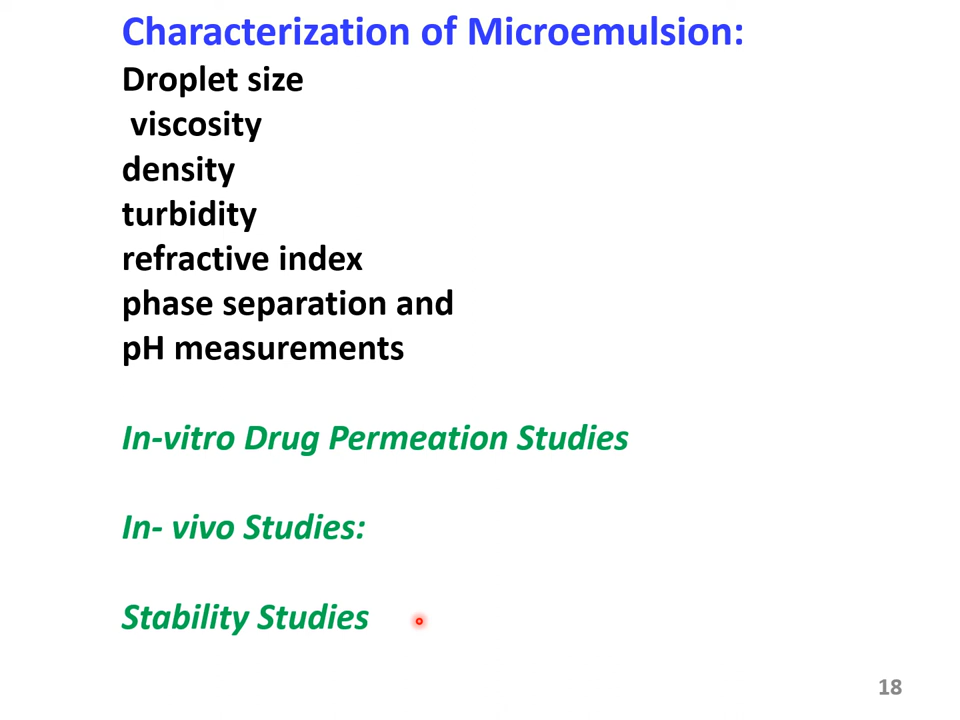 Characterization of Microemulsion:
Droplet size
viscosity
density
turbidity
refractive index
phase separation and
pH measurements
In-vitro Drug Permeation Studies
In- vivo Studies:
Stability Studies
18